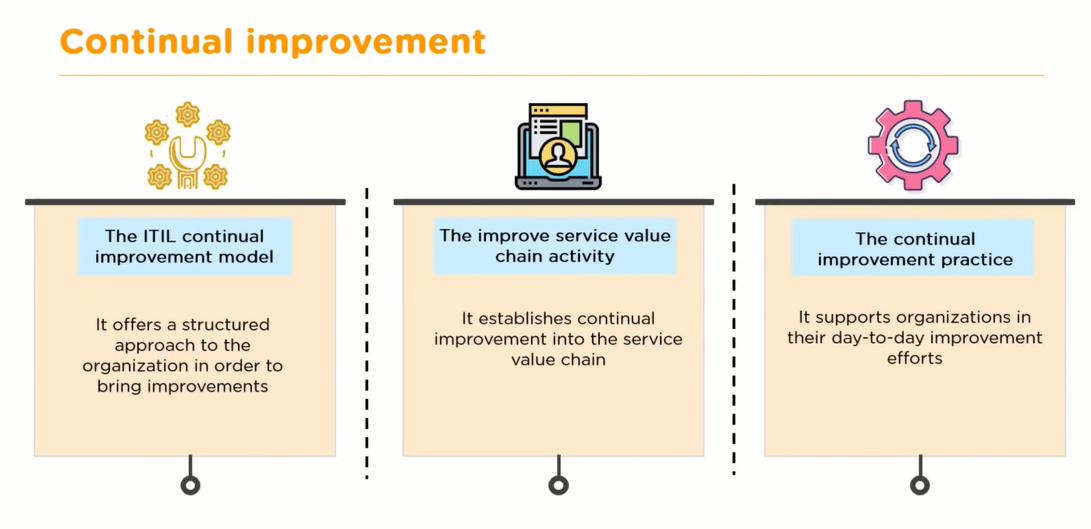 Continual improvement
The ITIL continual
improvement model
It offers a structured
approach to the
organization in order to
bring improvements
The improve service value
chain activity
It establishes continual
improvement into the service
value chain
The continual
improvement practice
It supports organizations in
their day-to-day improvement
efforts